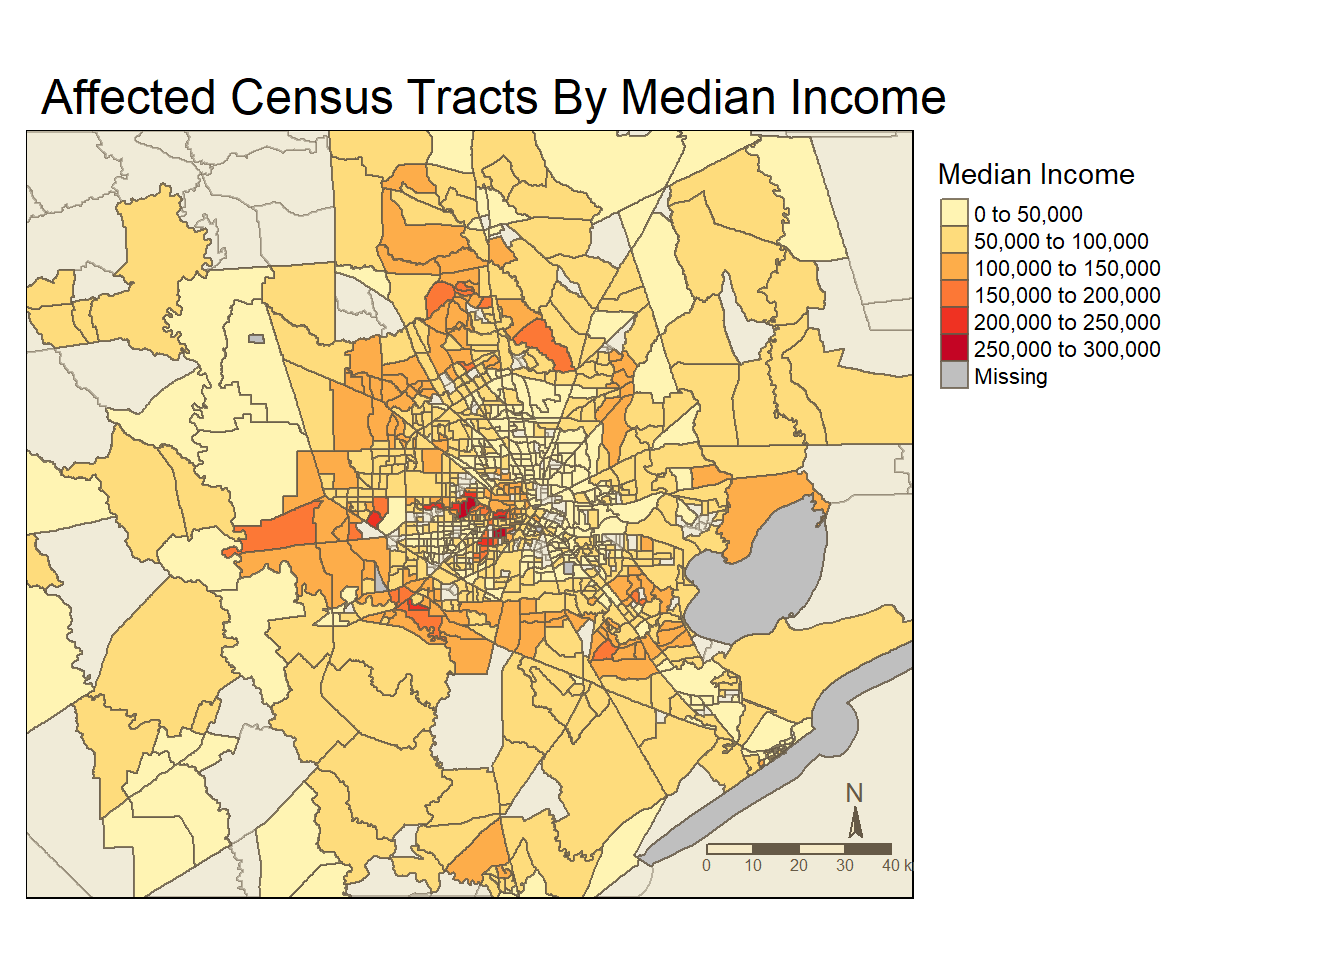 Affected Census Tracts By Median Income
Median Income
0 to 50,000
50,000 to 100,000
100,000 to 150,000
150,000 to 200,000
200,000 to 250,000
250,000 to 300,000
Missing
N
0 10 20 30 40 k